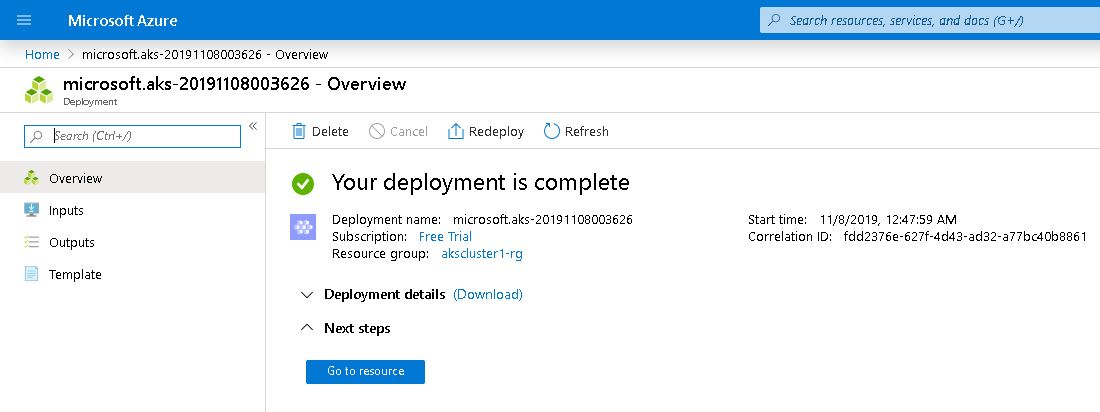 Microsoft Azure
Search resources, services, and docs (G+/)
Home > microsoft.aks-20191108003626 - Overview
microsoft.aks-20191108003626 - Overview
Deployment
Search (Ctrl+/)
«
Delete
Cancel
Redeploy
Refresh
Overview
Inputs
Outputs
Template
Your deployment is complete
Deployment name: microsoft.aks-20191108003626
Subscription: Free Trial
Resource group: akscluster1-rg
Start time: 11/8/2019, 12:47:59 AM
Correlation ID: fdd2376e-627f-4d43-ad32-a77bc40b8861
Deployment details (Download)
Next steps
Go to resource